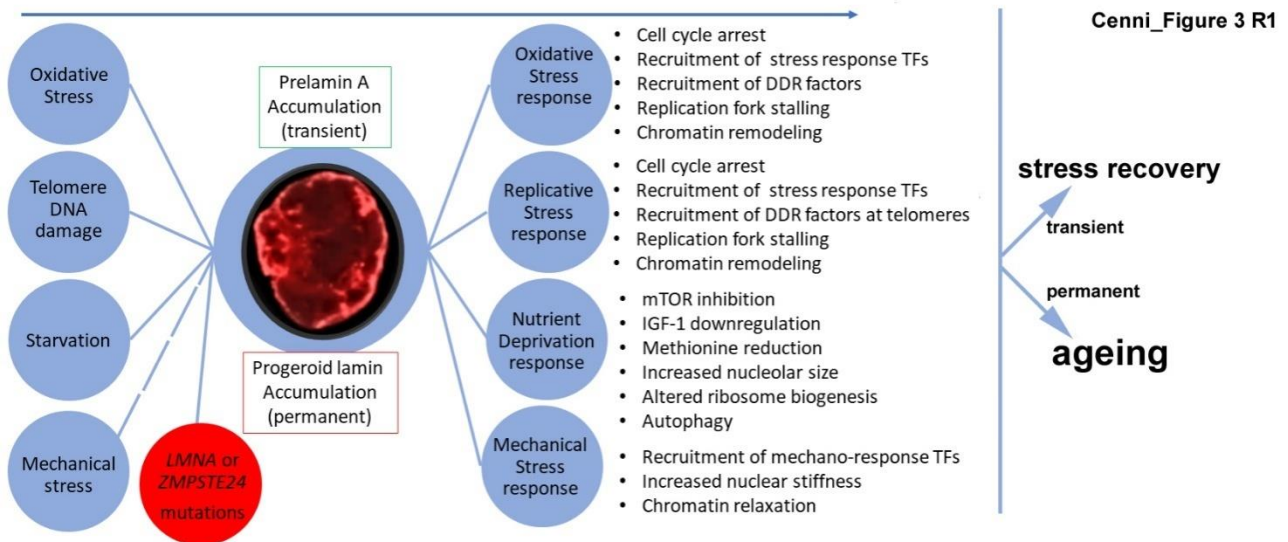 Cenni_Figure 3 R1
Oxidative
Stress
Telomere
DNA
damage
Starvation
Mechanical
stress
LMNA or
ZMPSTE24
mutations
Prelamin A
Accumulation
(transient)
Progeroid lamin
Accumulation
(permanent)
Oxidative
Stress
response
• Cell cycle arrest
• Recruitment of stress response TFs
• Recruitment of DDR factors
• Replication fork stalling
• Chromatin remodeling
Replicative
Stress
response
• Cell cycle arrest
• Recruitment of stress response TFs
• Recruitment of DDR factors at telomeres
• Replication fork stalling
• Chromatin remodeling
Nutrient
Deprivation
response
• mTOR inhibition
• IGF-1 downregulation
• Methionine reduction
• Increased nucleolar size
• Altered ribosome biogenesis
• Autophagy
Mechanical
Stress
response
• Recruitment of mechano-response TFs
• Increased nuclear stiffness
• Chromatin relaxation
stress recovery
transient
permanent
ageing